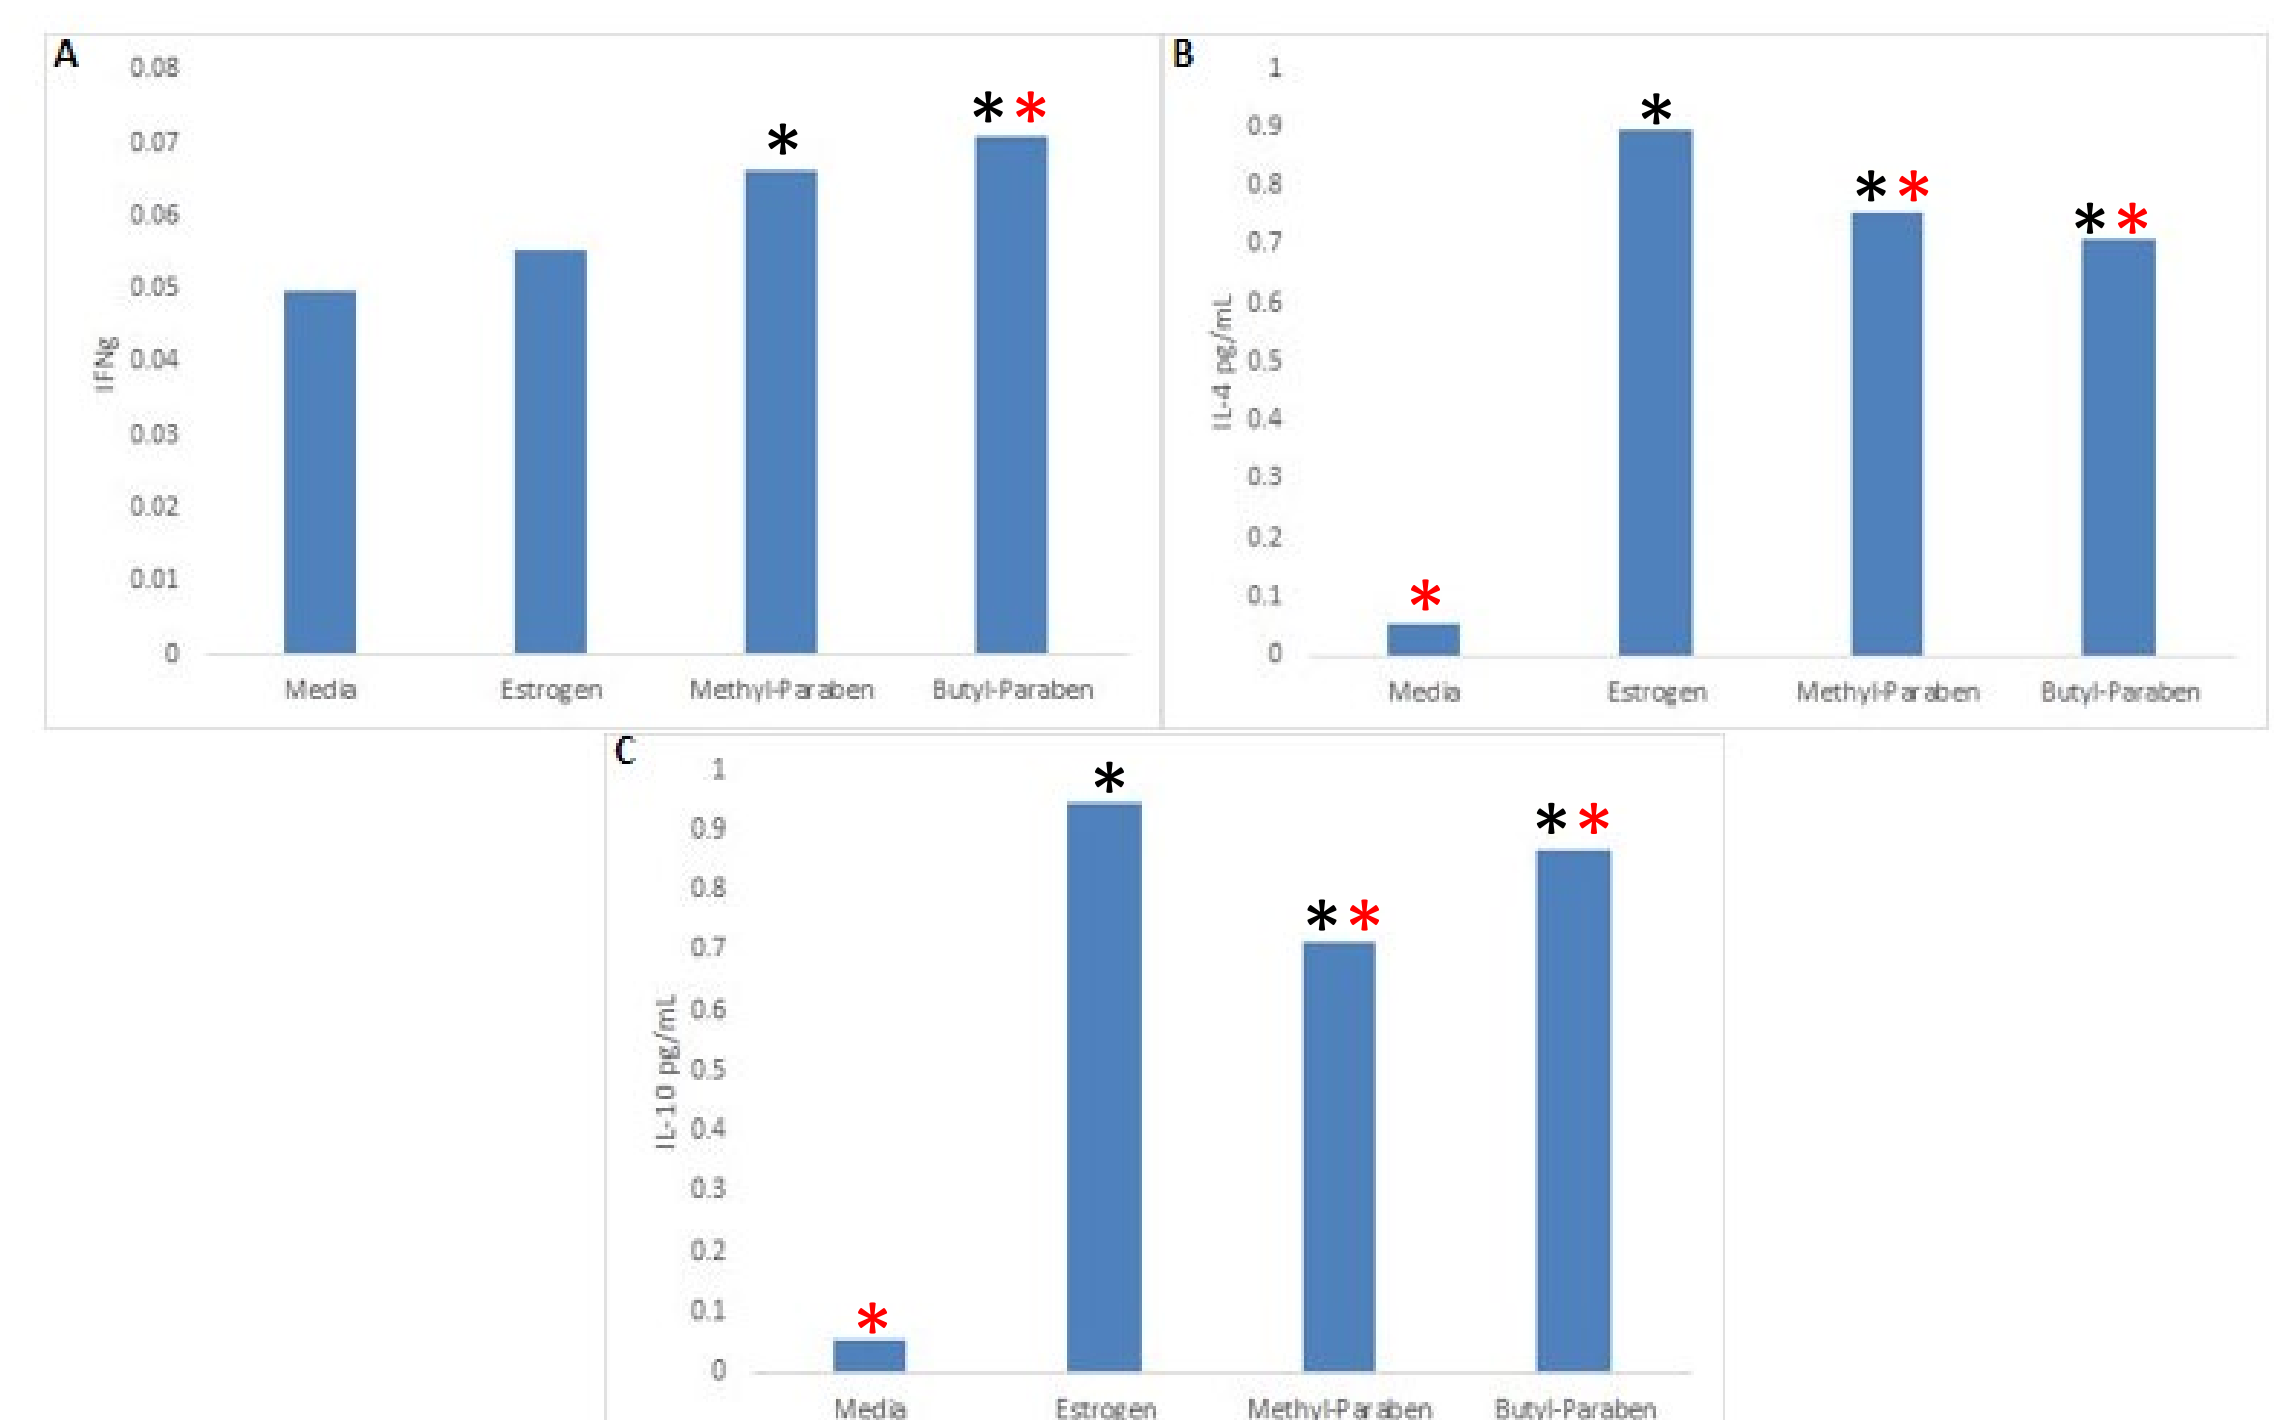 A
0.08
0.07
0.06
0.05
0.04
0.03
0.02
0.01
0
IFNg
* * *
Media Estrogen Methyl-Paraben Butyl-Paraben
B
1
0.9
0.8
0.7
0.6
0.5
0.4
0.3
0.2
0.1
0
IL-4 pg/mL
* * * * * *
Media Estrogen Methyl-Paraben Butyl-Paraben
C
1
0.9
0.8
0.7
0.6
0.5
0.4
0.3
0.2
0.1
0
IL-10 pg/mL
* * * * * *
Media Estrogen Methyl-Paraben Butyl-Paraben